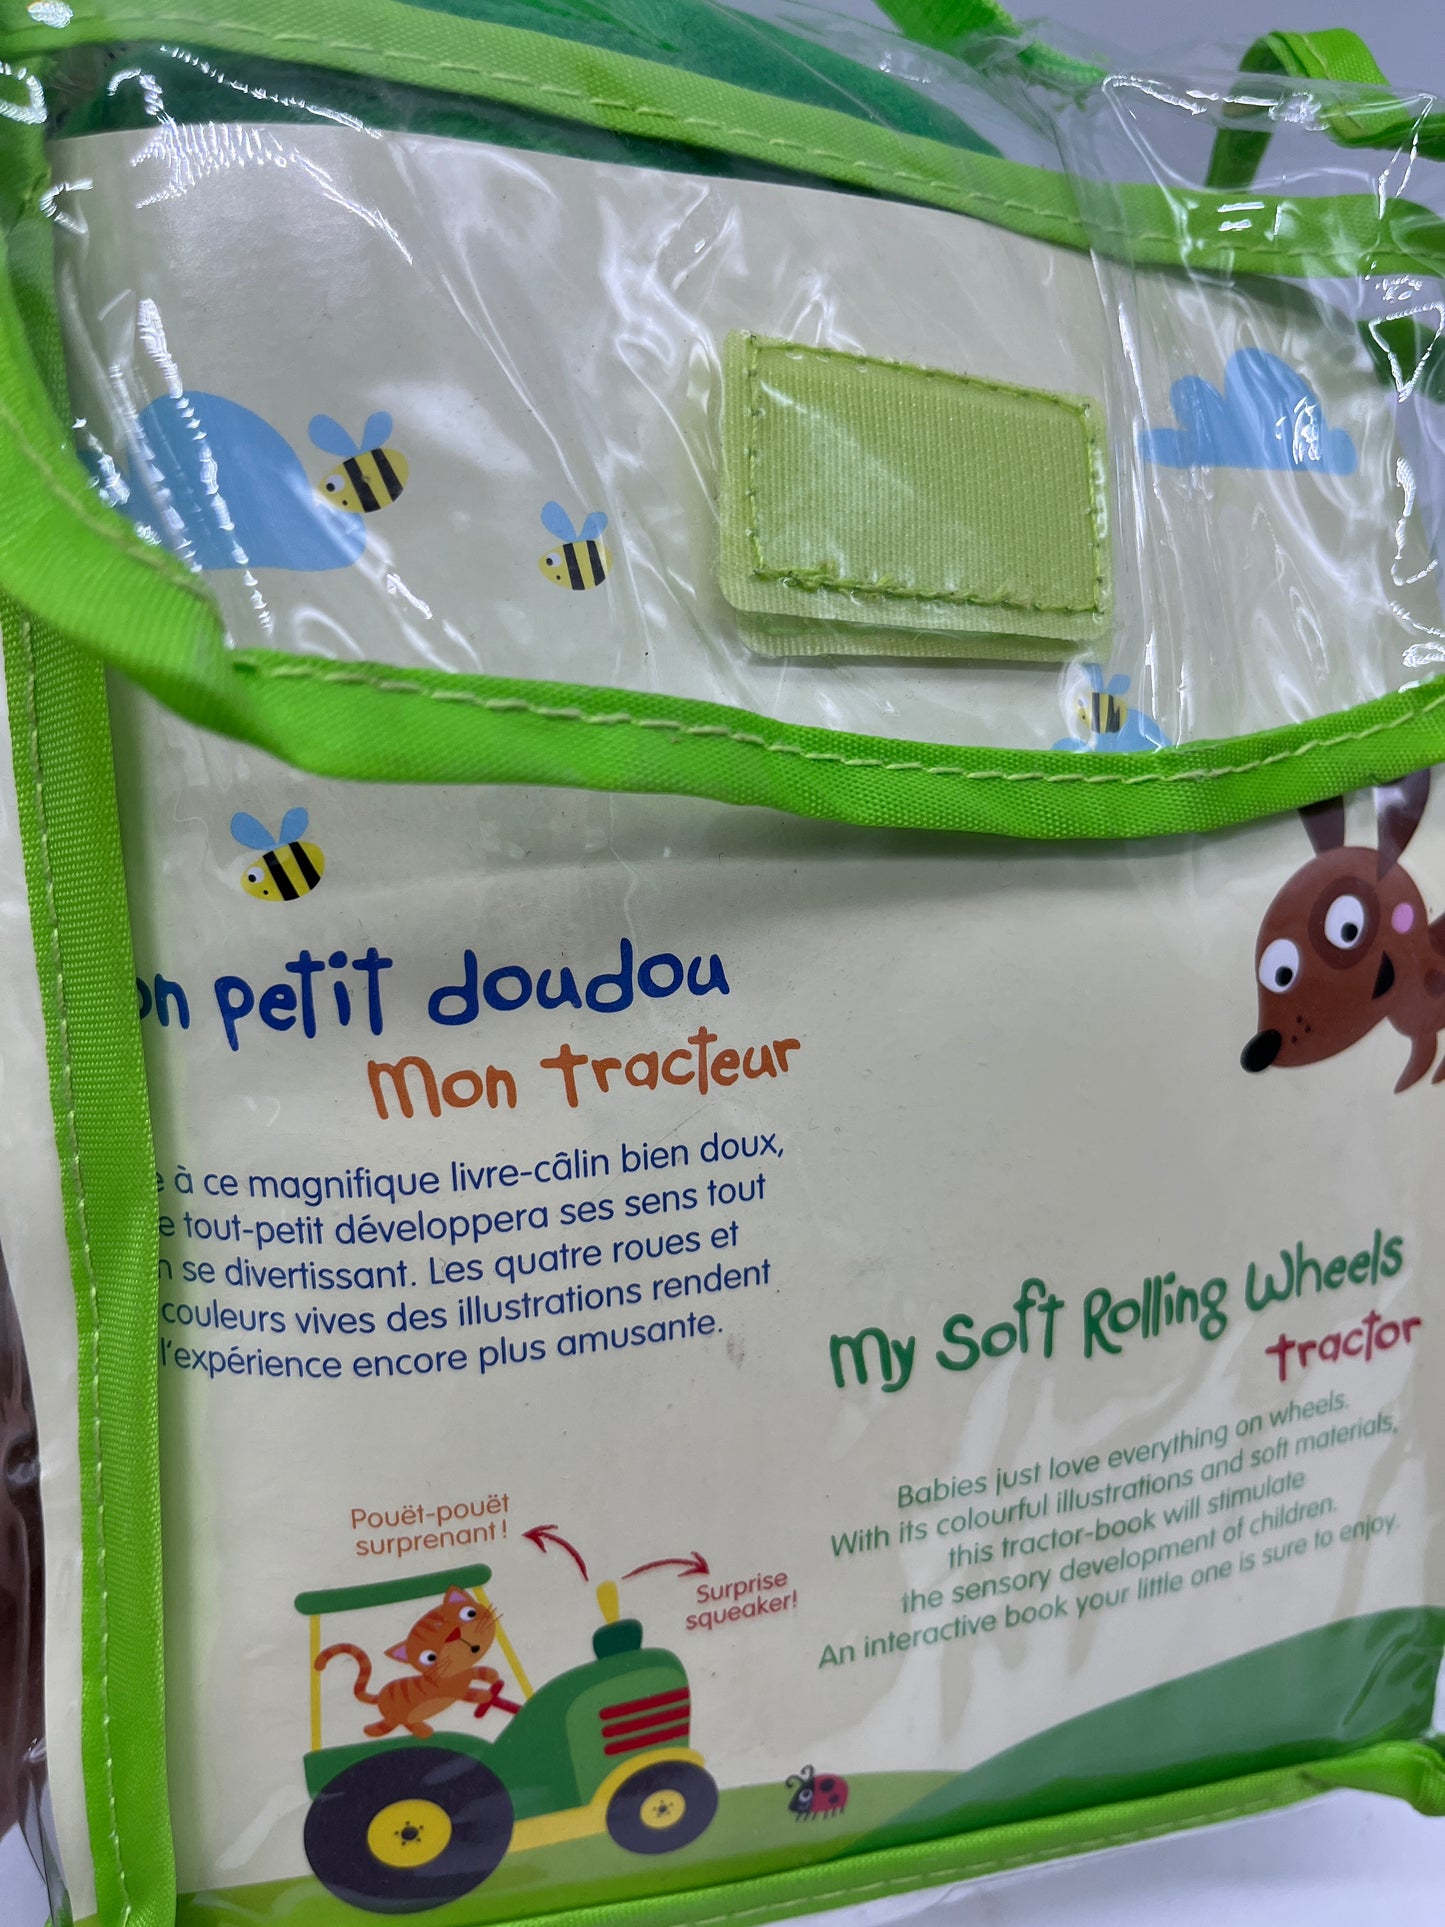 petit doudou
Mon tracteur
à ce magnifique livre-câlin bien doux,
tout-petit développera ses sens tout
se divertissant. Les quatre roues et
couleurs vives des illustrations rendent
l'expérience encore plus amusante.
My Soft Rolling Wheels
tractor
Babies just love everything on wheels.
With its colourful illustrations and soft materials,
this tractor-book will stimulate
the sensory development of children.
An interactive book your little one is sure to enjoy.
Pouët-pouët
surprenant !
Surprise
squeaker!